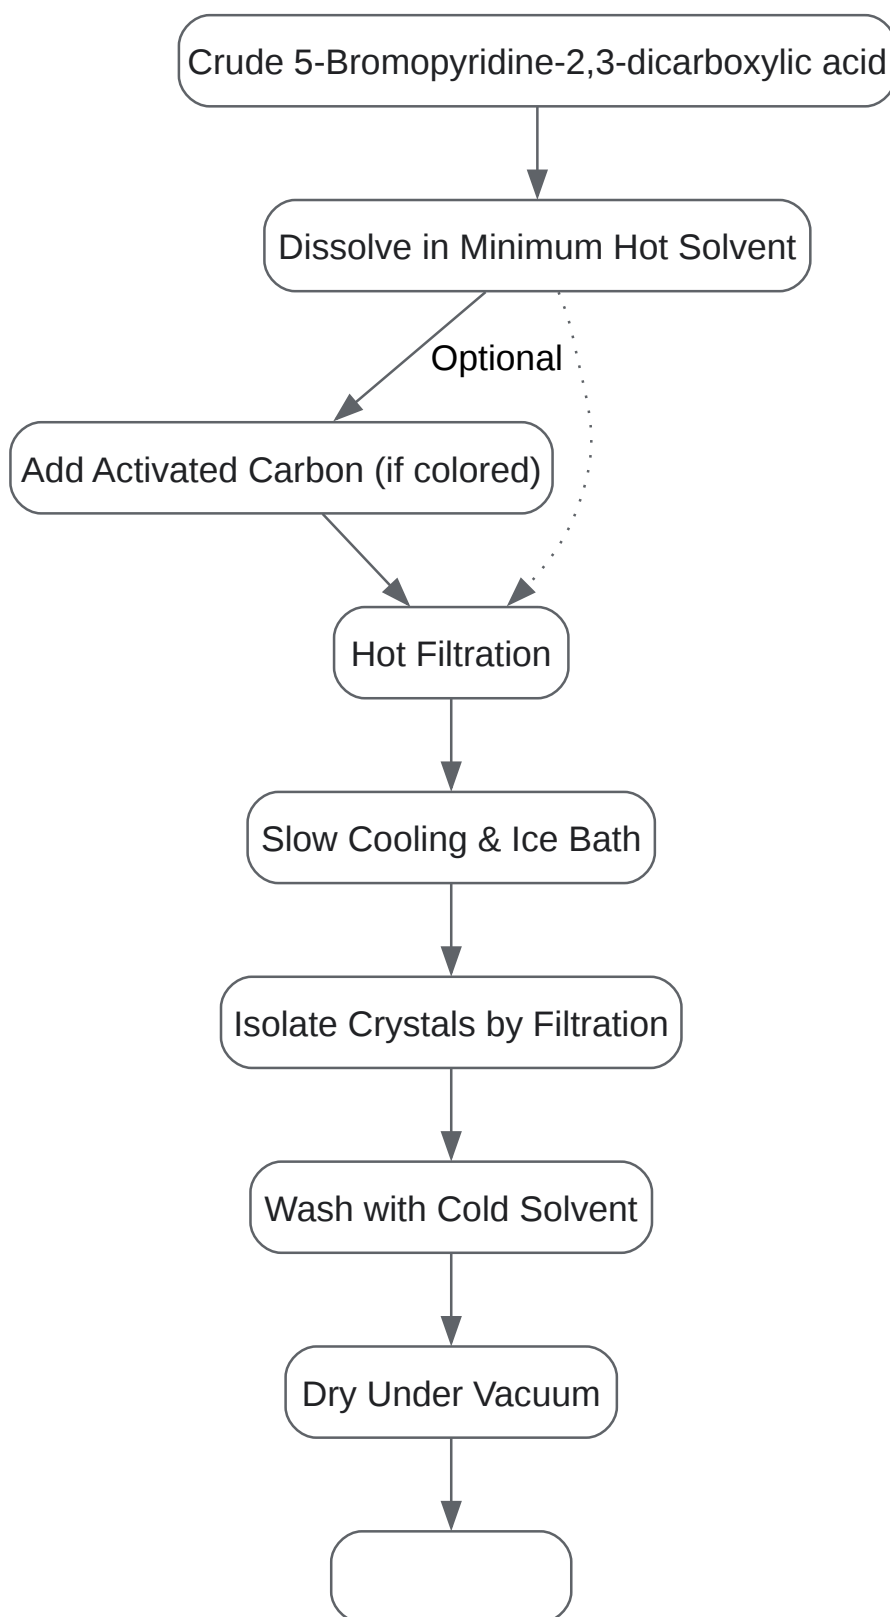 Crude 5-Bromopyridine-2,3-dicarboxylic acid
Dissolve in Minimum Hot Solvent
Optional
Add Activated Carbon (if colored)
Hot Filtration
Slow Cooling & Ice Bath
Isolate Crystals by Filtration
Wash with Cold Solvent
Dry Under Vacuum